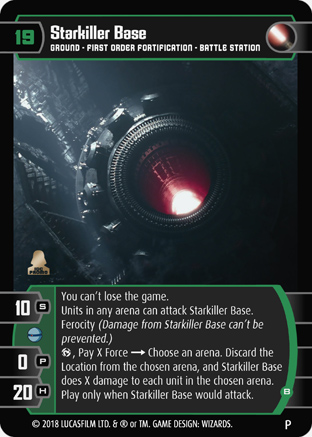 19
Starkiller Base
GROUND • FIRST ORDER FORTIFICATION • BATTLE STATION
10 S
0 P
20 H
You can't lose the game.
Units in any arena can attack Starkiller Base.
Ferocity (Damage from Starkiller Base can't be
prevented.)
, Pay X Force → Choose an arena. Discard the
Location from the chosen arena, and Starkiller Base
does X damage to each unit in the chosen arena.
Play only when Starkiller Base would attack.
B
© 2018 LUCASFILM LTD. & ® or TM. GAME DESIGN: WIZARDS.
P